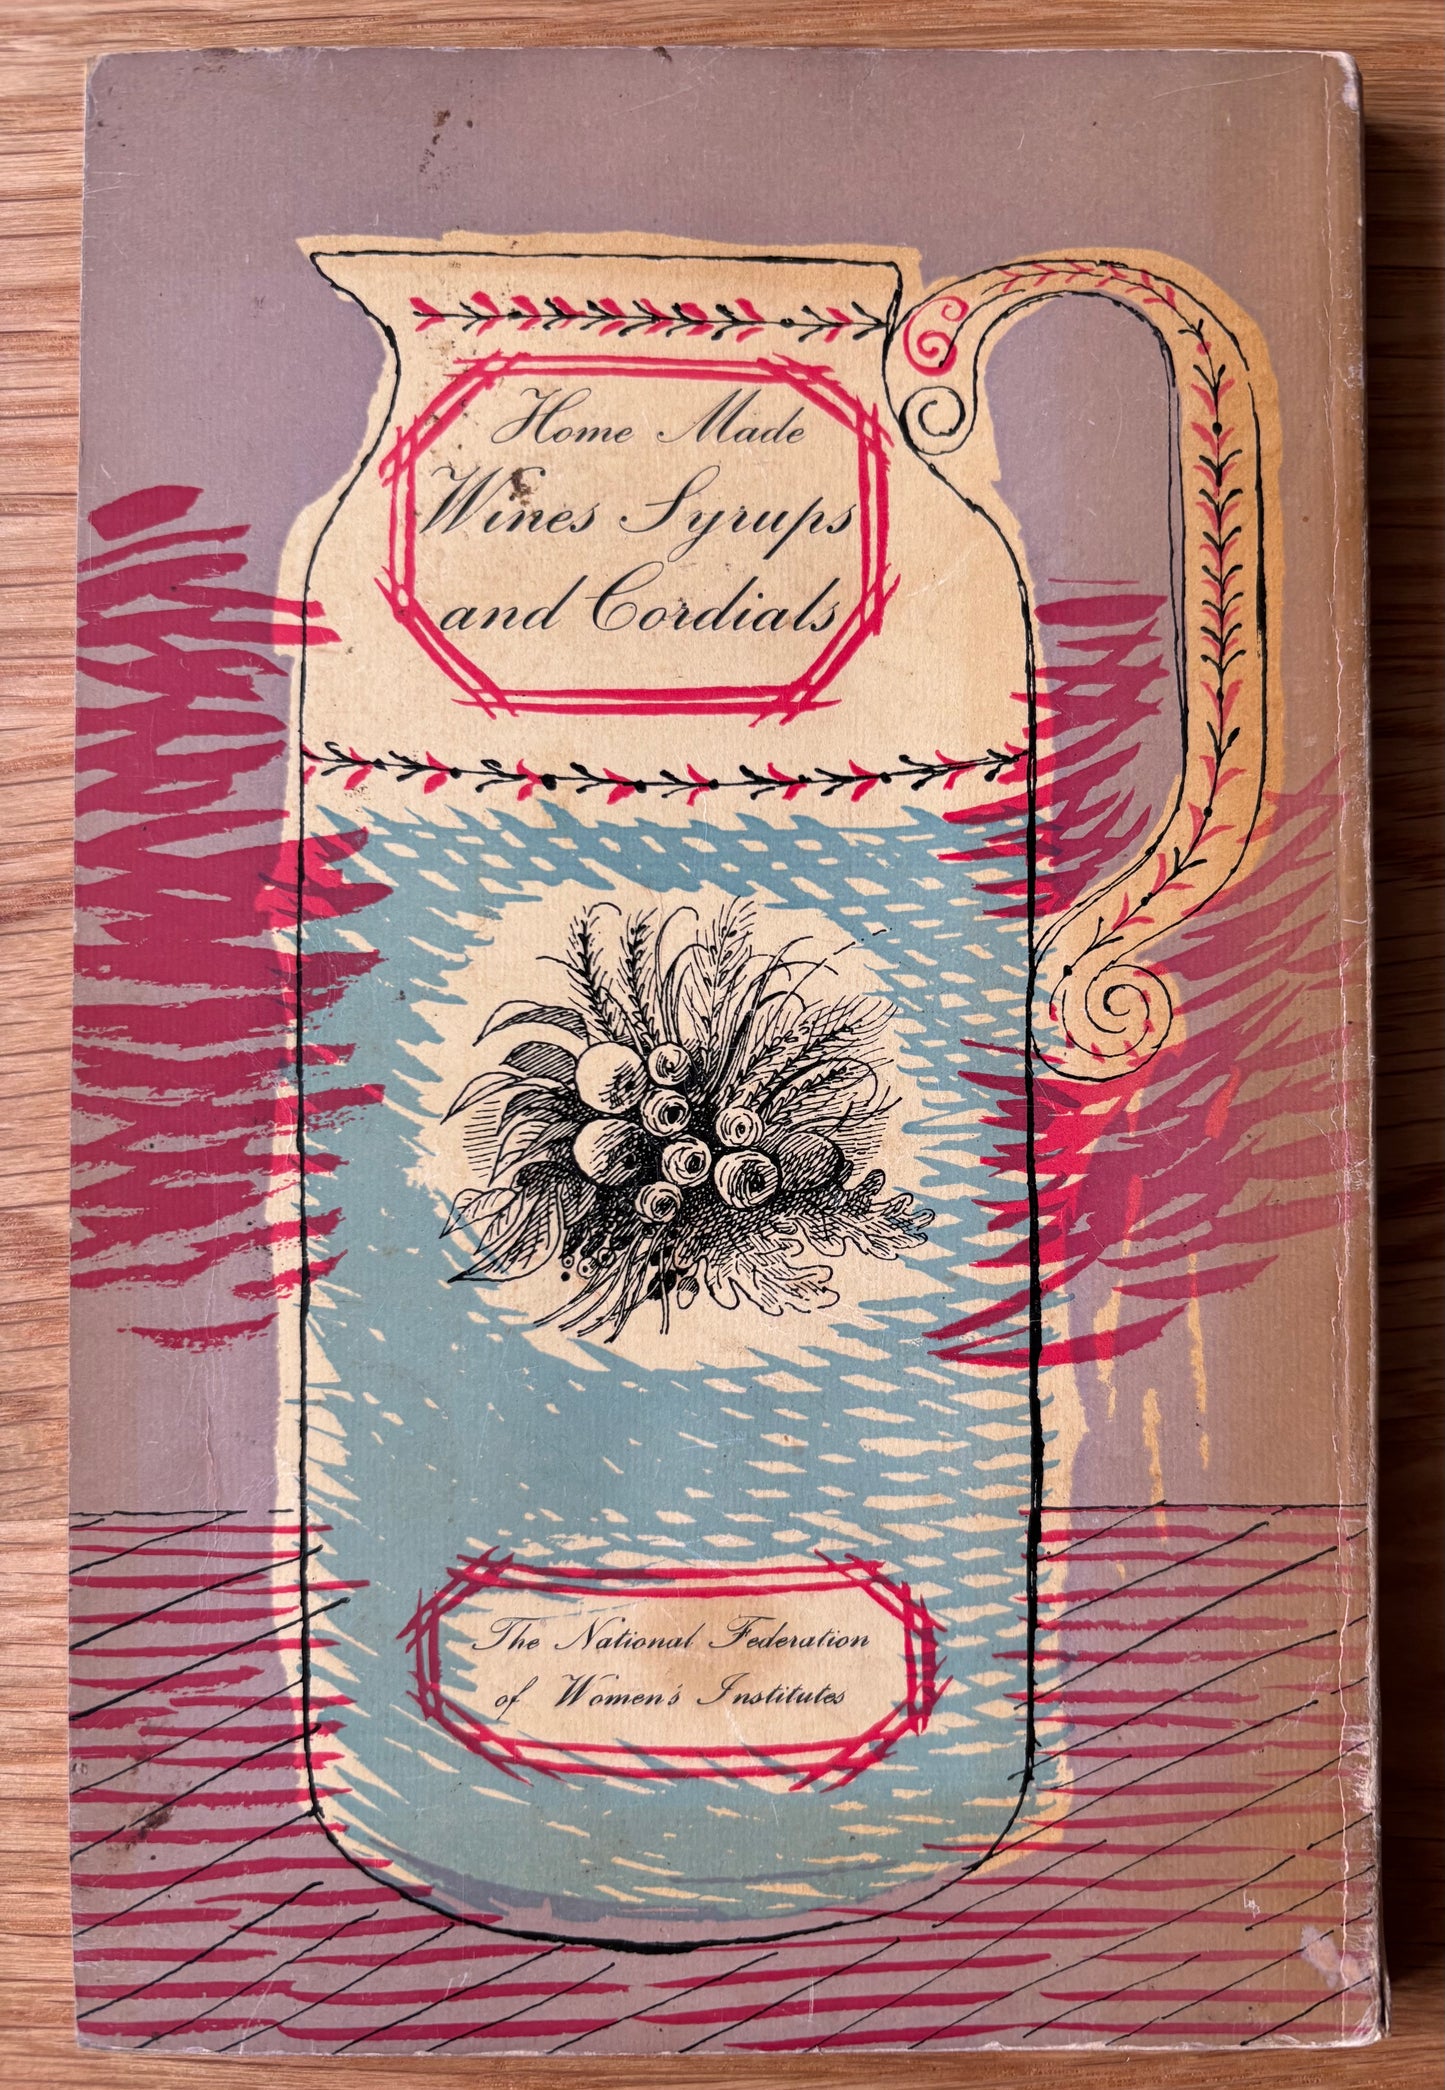 Home Made
Wines Syrups
and Cordials
The National Federation
of Women's Institutes